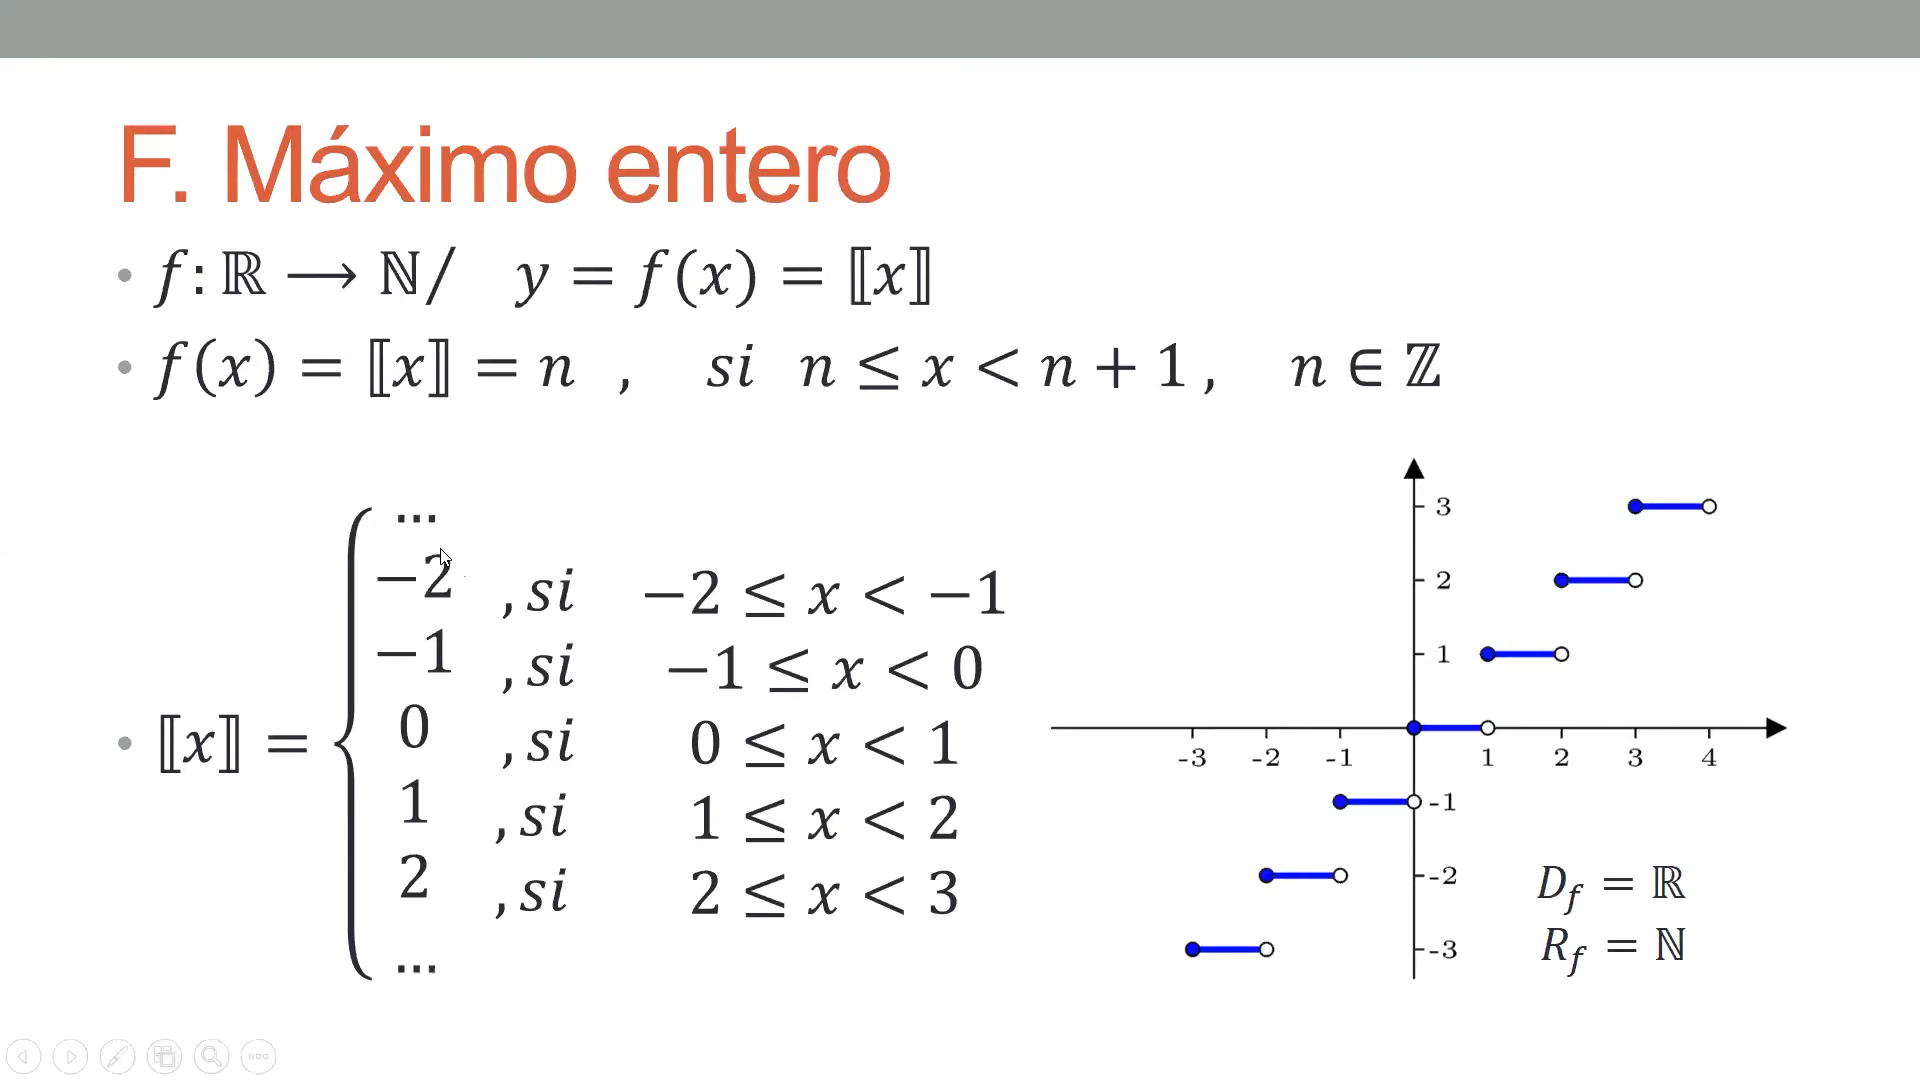 F. Máximo entero
• f: ℝ ⟶ ℕ/ y = f(x) = ⟦x⟧
• f(x) = ⟦x⟧ = n , si n ≤ x < n + 1 , n ∈ ℤ
...
−2 , si −2 ≤ x < −1
−1 , si −1 ≤ x < 0
• ⟦x⟧ = { 0 , si 0 ≤ x < 1
1 , si 1 ≤ x < 2
2 , si 2 ≤ x < 3
...
3
2
1
-3 -2 -1 1 2 3 4
-1
-2
-3
D_f = ℝ
R_f = ℕ